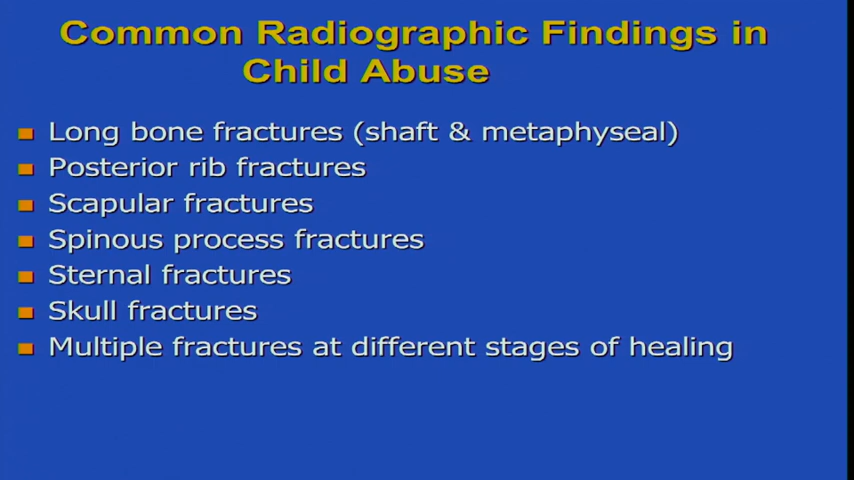 Common Radiographic Findings in
Child Abuse
Long bone fractures (shaft & metaphyseal)
Posterior rib fractures
Scapular fractures
Spinous process fractures
Sternal fractures
Skull fractures
Multiple fractures at different stages of healing